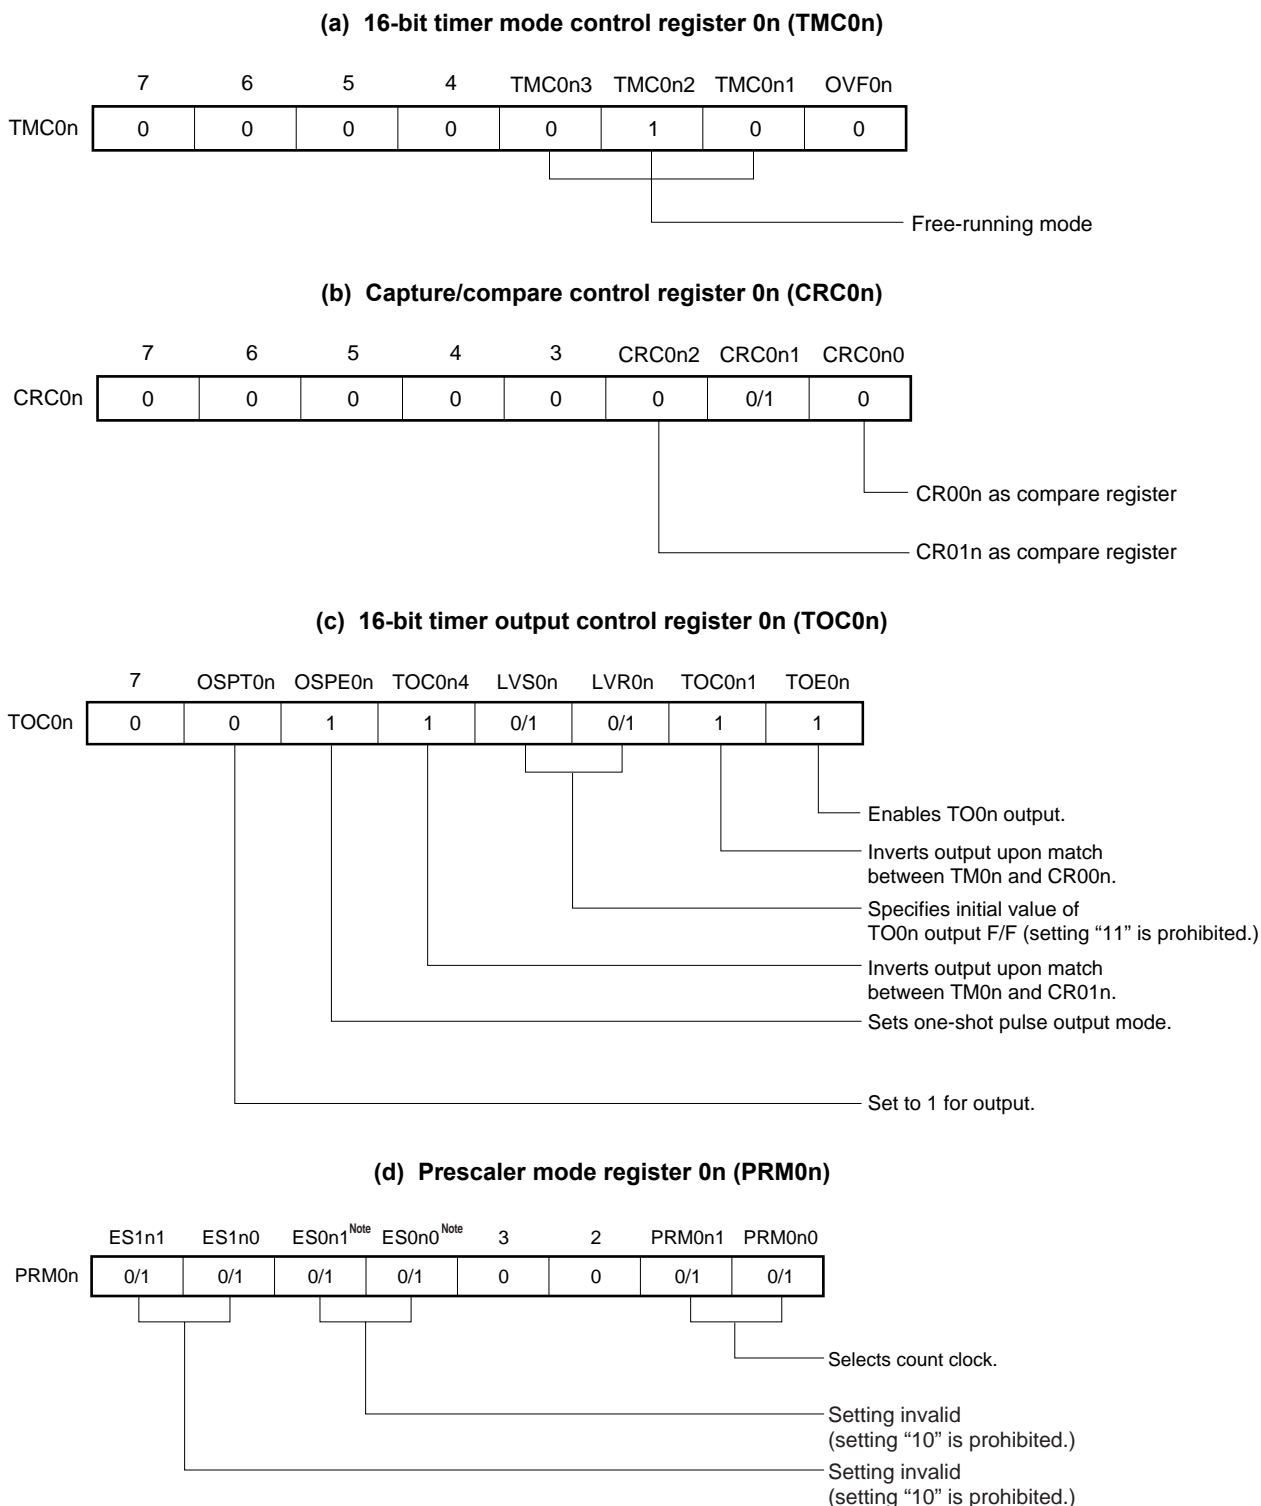 (a) 16-bit timer mode control register 0n (TMC0n)
7 6 5 4 TMC0n3 TMC0n2 TMC0n1 OVF0n
TMC0n 0 0 0 0 0 1 0 0
Free-running mode
(b) Capture/compare control register 0n (CRC0n)
7 6 5 4 3 CRC0n2 CRC0n1 CRC0n0
CRC0n 0 0 0 0 0 0 0/1 0
CR00n as compare register
CR01n as compare register
(c) 16-bit timer output control register 0n (TOC0n)
7 OSPT0n OSPE0n TOC0n4 LVS0n LVR0n TOC0n1 TOE0n
TOC0n 0 0 1 1 0/1 0/1 1 1
Enables TO0n output.
Inverts output upon match
between TM0n and CR00n.
Specifies initial value of
TO0n output F/F (setting “11” is prohibited.)
Inverts output upon match
between TM0n and CR01n.
Sets one-shot pulse output mode.
Set to 1 for output.
(d) Prescaler mode register 0n (PRM0n)
ES1n1 ES1n0 ES0n1 Note ES0n0 Note 3 2 PRM0n1 PRM0n0
PRM0n 0/1 0/1 0/1 0/1 0 0 0/1 0/1
Selects count clock.
Setting invalid
(setting “10” is prohibited.)
Setting invalid
(setting “10” is prohibited.)